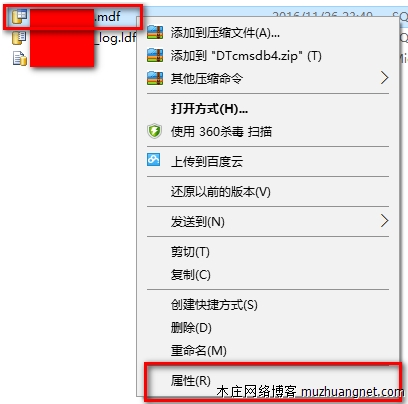 .mdf
2016/11/26 23:49
SQ
_log.ldf
添加到压缩文件(A)...
添加到 "DTcmsdb4.zip" (T)
其他压缩命令
打开方式(H)...
使用 360杀毒 扫描
上传到百度云
还原以前的版本(V)
发送到(N)
剪切(T)
复制(C)
创建快捷方式(S)
删除(D)
重命名(M)
属性(R)
木庄网络博客 muzhuangnet.com